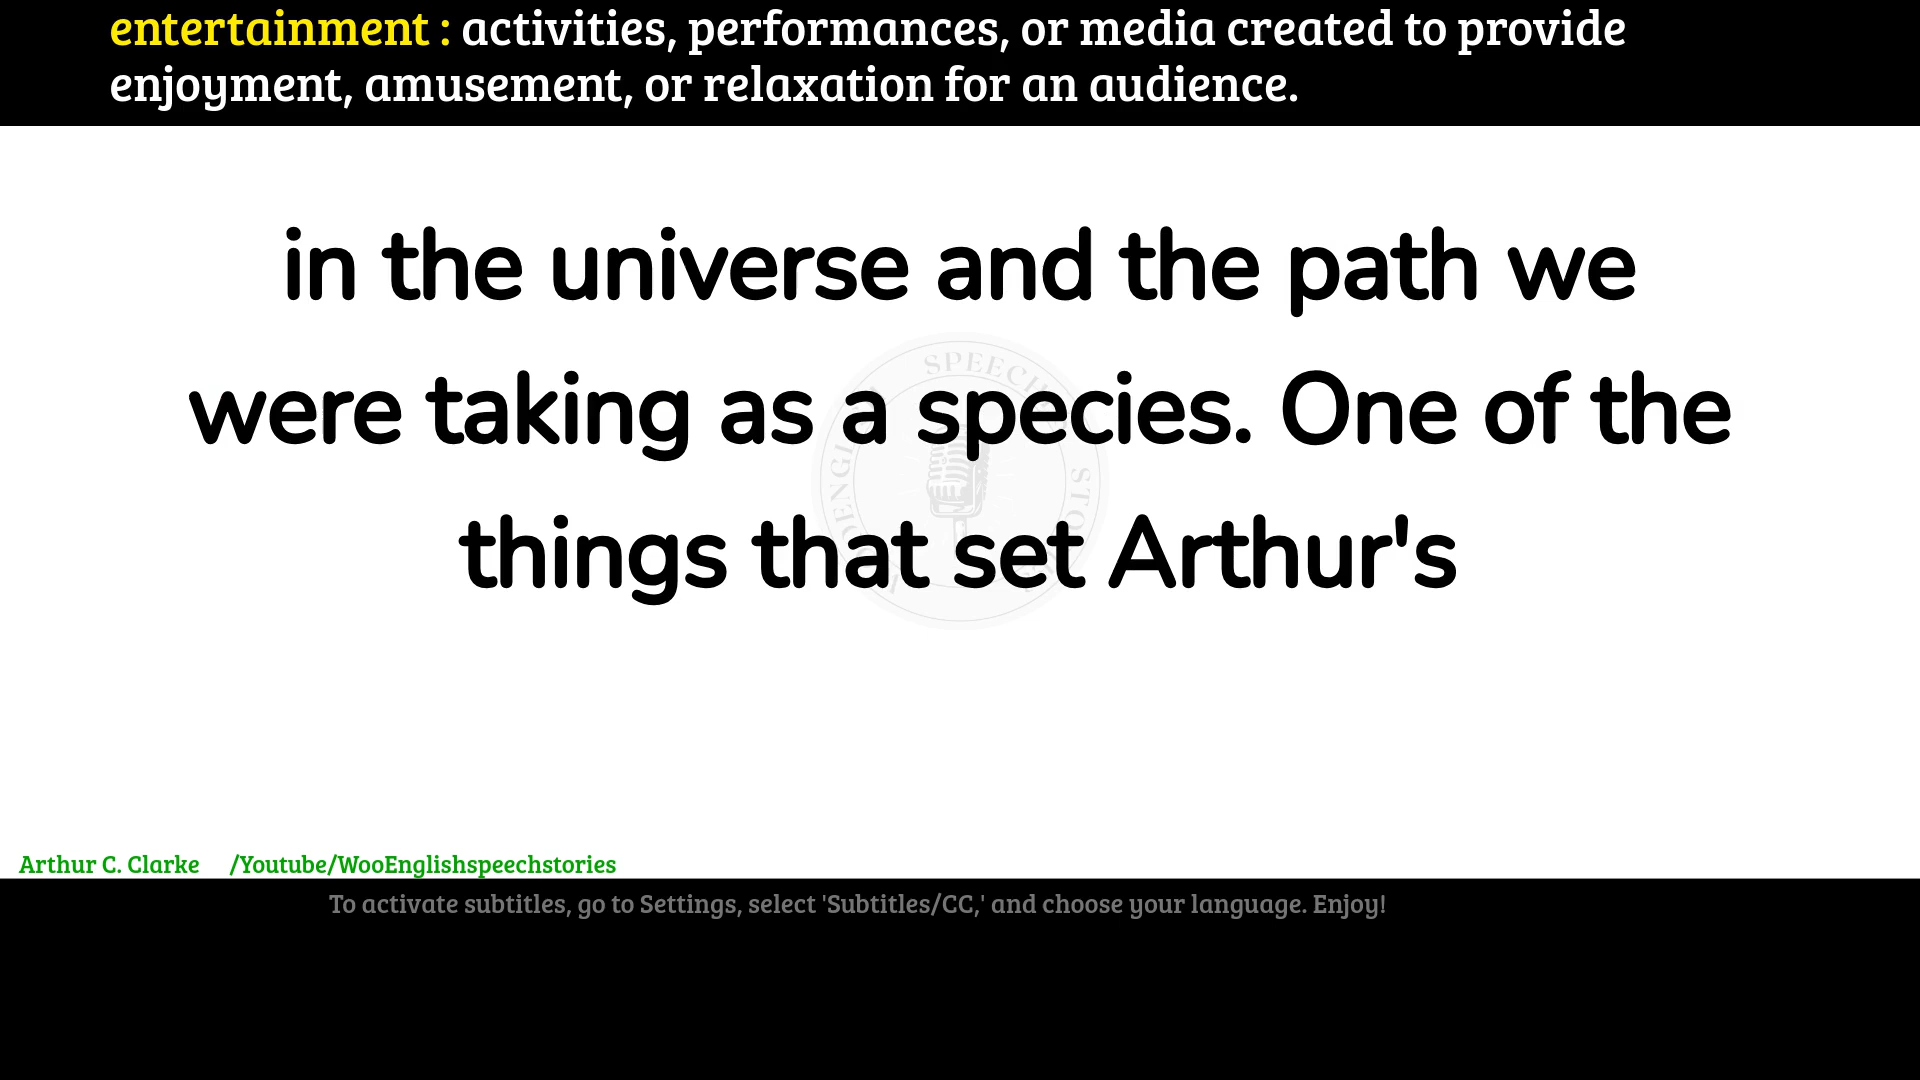 entertainment : activities, performances, or media created to provide
enjoyment, amusement, or relaxation for an audience.
in the universe and the path we
were taking as a species. One of the
things that set Arthur's
Arthur C. Clarke /Youtube/WooEnglishspeechstories
To activate subtitles, go to Settings, select 'Subtitles/CC,' and choose your language. Enjoy!